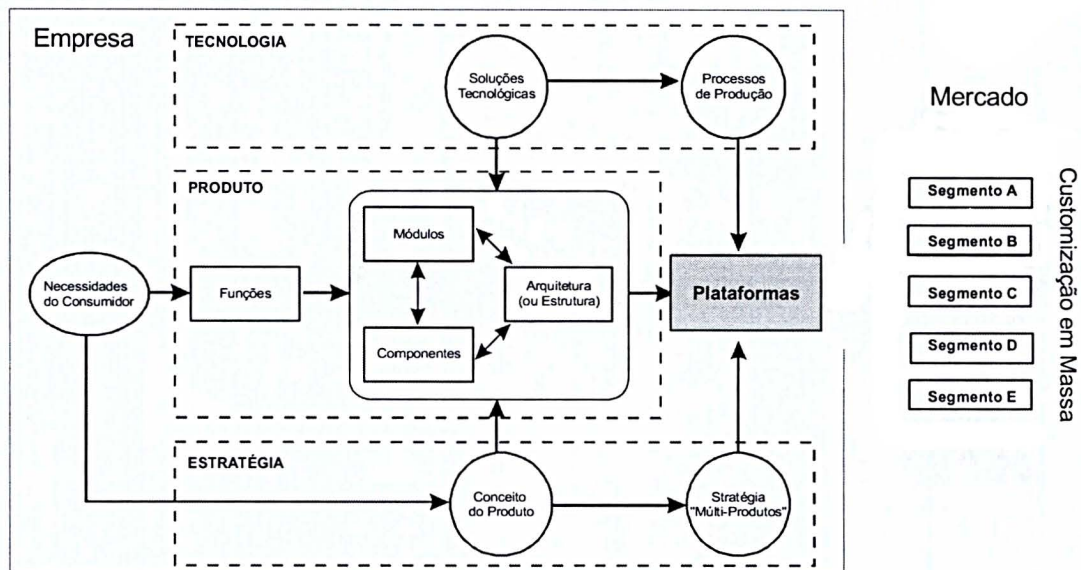 Empresa
TECNOLOGIA
Soluções
Tecnológicas
Processos
de Produção
Mercado
PRODUTO
Necessidades
do Consumidor
Funções
Módulos
Componentes
Arquitetura
(ou Estrutura)
Plataformas
Segmento A
Segmento B
Segmento C
Segmento D
Segmento E
Customização em Massa
ESTRATÉGIA
Conceito
do Produto
Stratégia
"Múlti-Produtos"